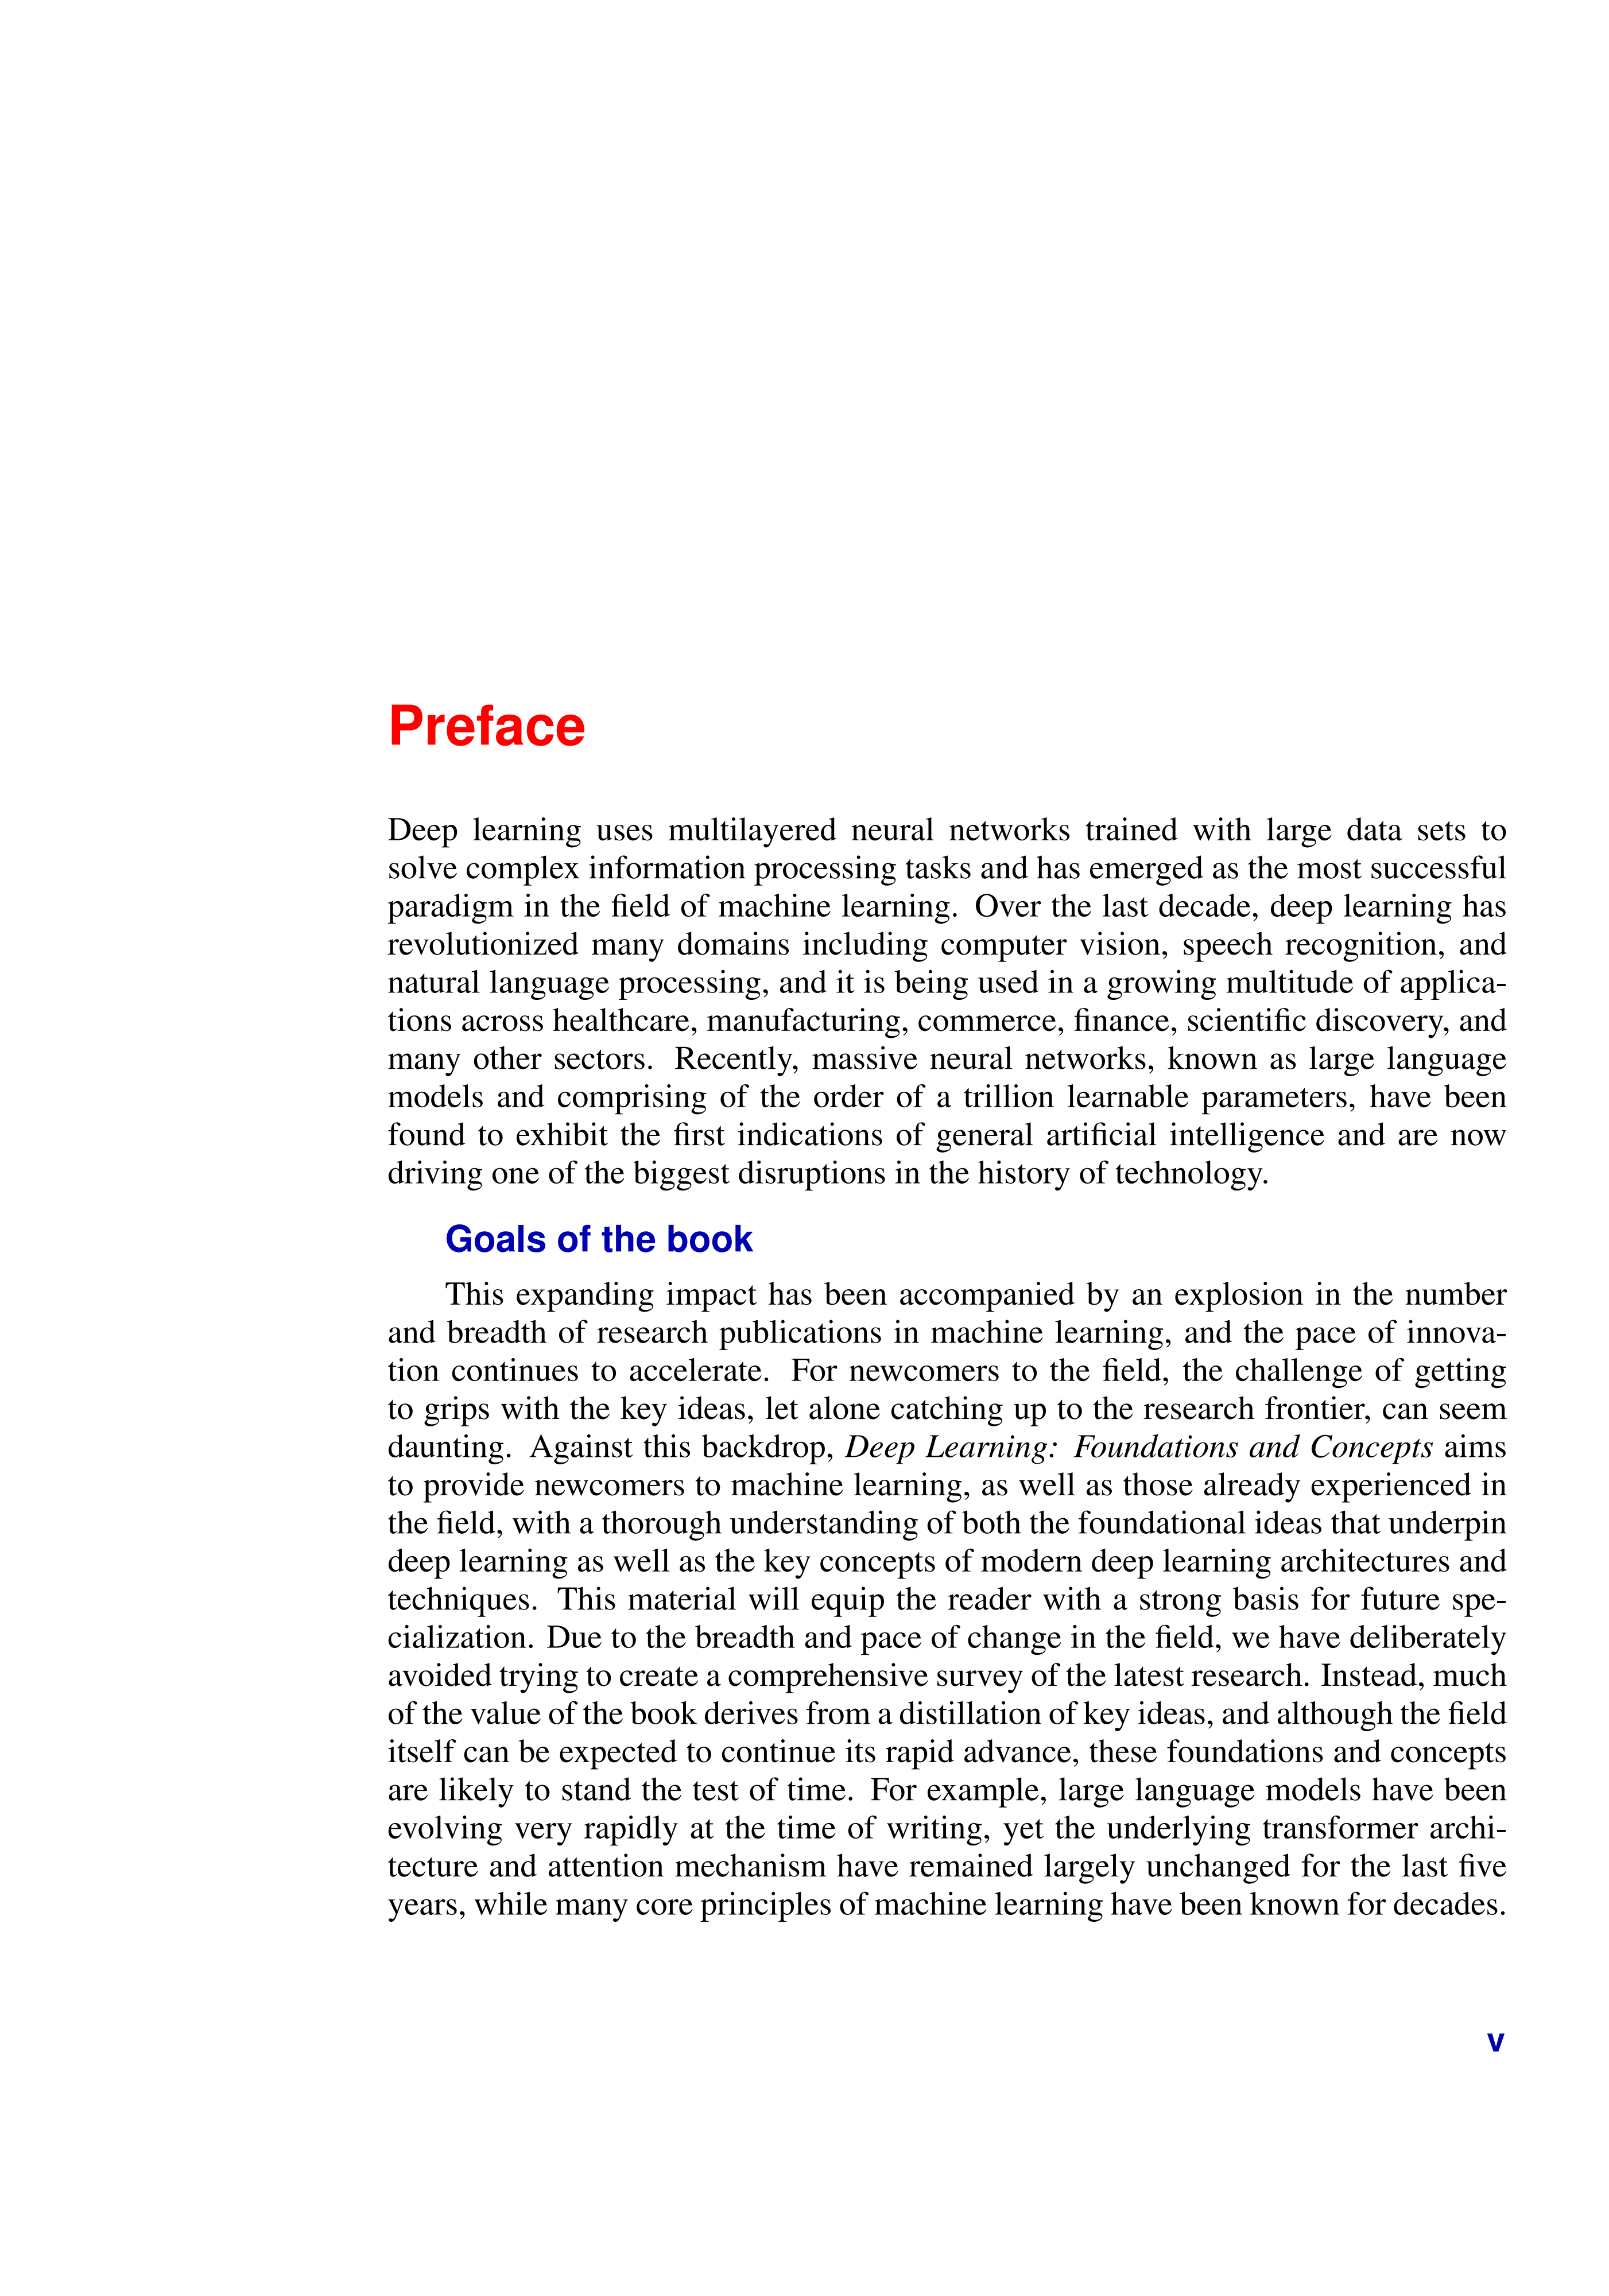 Preface
Deep learning uses multilayered neural networks trained with large data sets to
solve complex information processing tasks and has emerged as the most successful
paradigm in the field of machine learning. Over the last decade, deep learning has
revolutionized many domains including computer vision, speech recognition, and
natural language processing, and it is being used in a growing multitude of applica-
tions across healthcare, manufacturing, commerce, finance, scientific discovery, and
many other sectors. Recently, massive neural networks, known as large language
models and comprising of the order of a trillion learnable parameters, have been
found to exhibit the first indications of general artificial intelligence and are now
driving one of the biggest disruptions in the history of technology.
Goals of the book
This expanding impact has been accompanied by an explosion in the number
and breadth of research publications in machine learning, and the pace of innova-
tion continues to accelerate. For newcomers to the field, the challenge of getting
to grips with the key ideas, let alone catching up to the research frontier, can seem
daunting. Against this backdrop, Deep Learning: Foundations and Concepts aims
to provide newcomers to machine learning, as well as those already experienced in
the field, with a thorough understanding of both the foundational ideas that underpin
deep learning as well as the key concepts of modern deep learning architectures and
techniques. This material will equip the reader with a strong basis for future spe-
cialization. Due to the breadth and pace of change in the field, we have deliberately
avoided trying to create a comprehensive survey of the latest research. Instead, much
of the value of the book derives from a distillation of key ideas, and although the field
itself can be expected to continue its rapid advance, these foundations and concepts
are likely to stand the test of time. For example, large language models have been
evolving very rapidly at the time of writing, yet the underlying transformer archi-
tecture and attention mechanism have remained largely unchanged for the last five
years, while many core principles of machine learning have been known for decades.
v